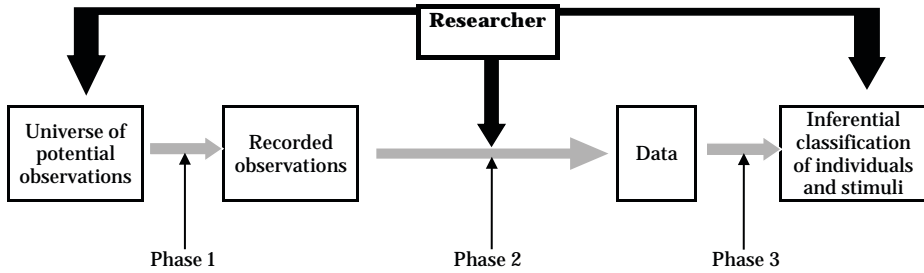 Researcher
Universe of
potential
observations
Recorded
observations
Data
Inferential
classification
of individuals
and stimuli
Phase 1
Phase 2
Phase 3